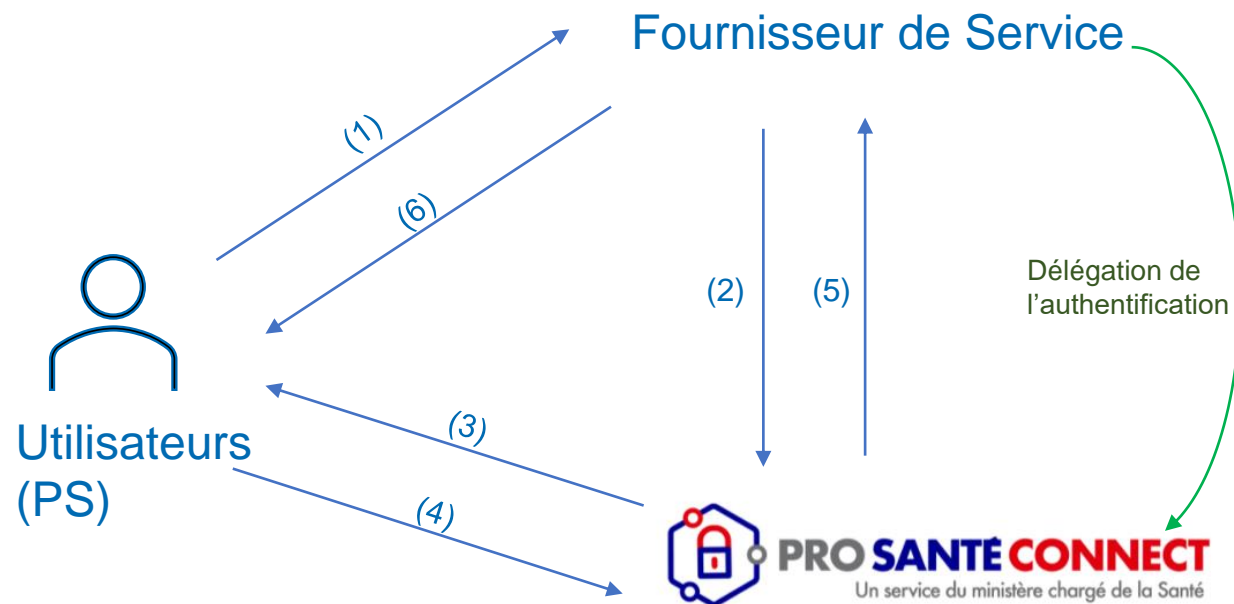 Fournisseur de Service
(1)
(6)
(2)
(5)
Délégation de
l’authentification
Utilisateurs
(PS)
(3)
(4)
PRO SANTÉ CONNECT
Un service du ministère chargé de la Santé